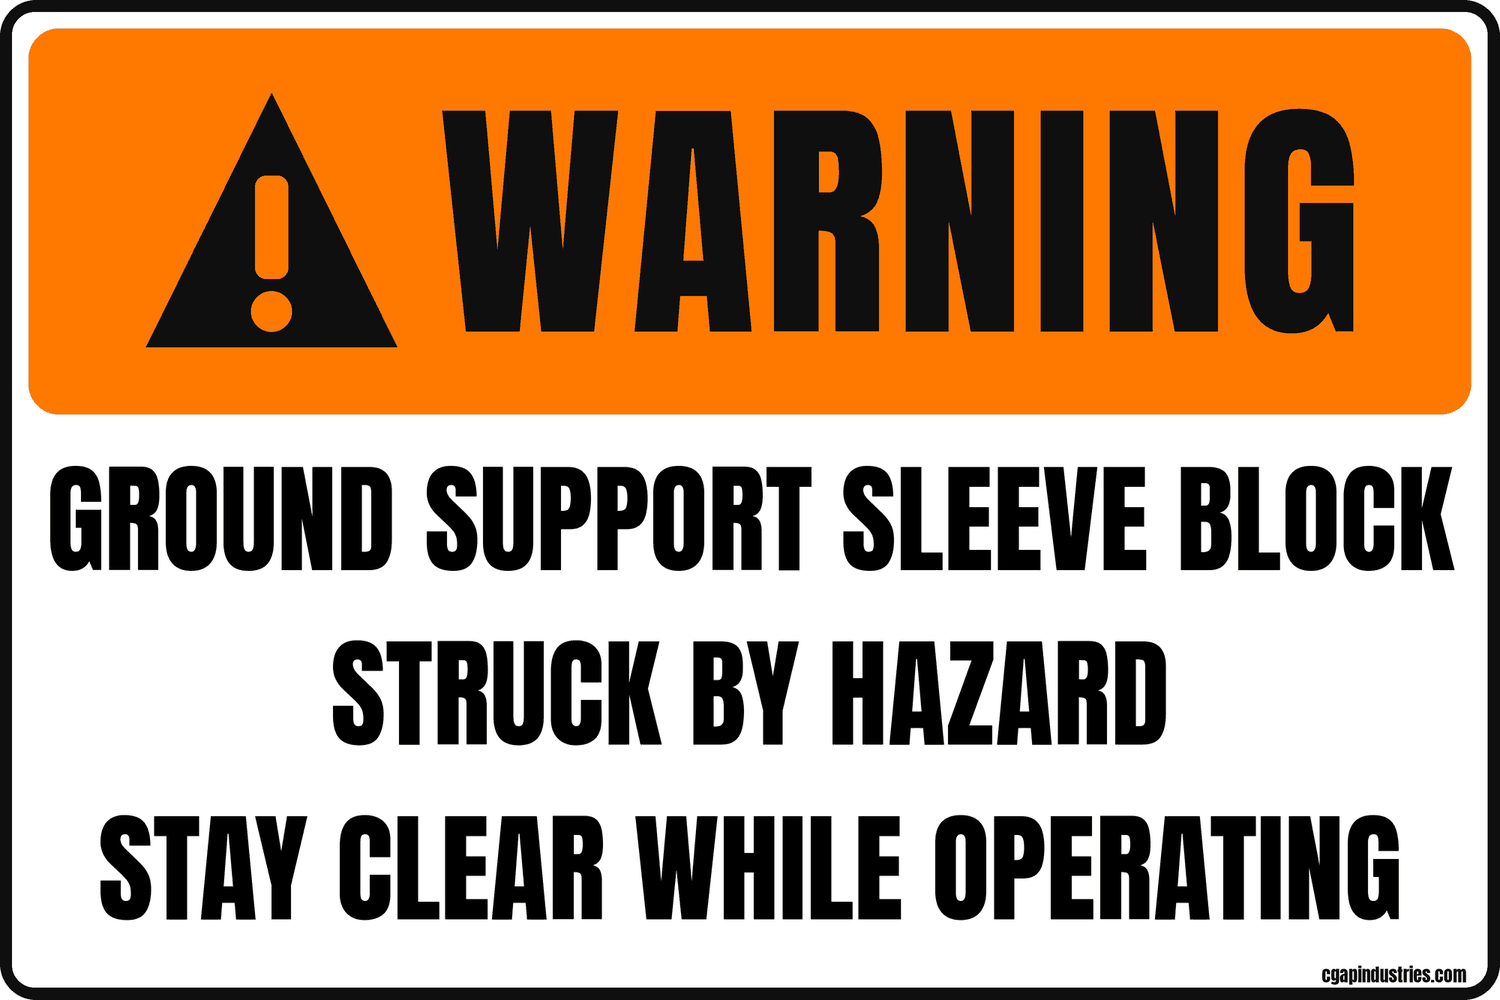 WARNING
GROUND SUPPORT SLEEVE BLOCK
STRUCK BY HAZARD
STAY CLEAR WHILE OPERATING
cgapindustries.com